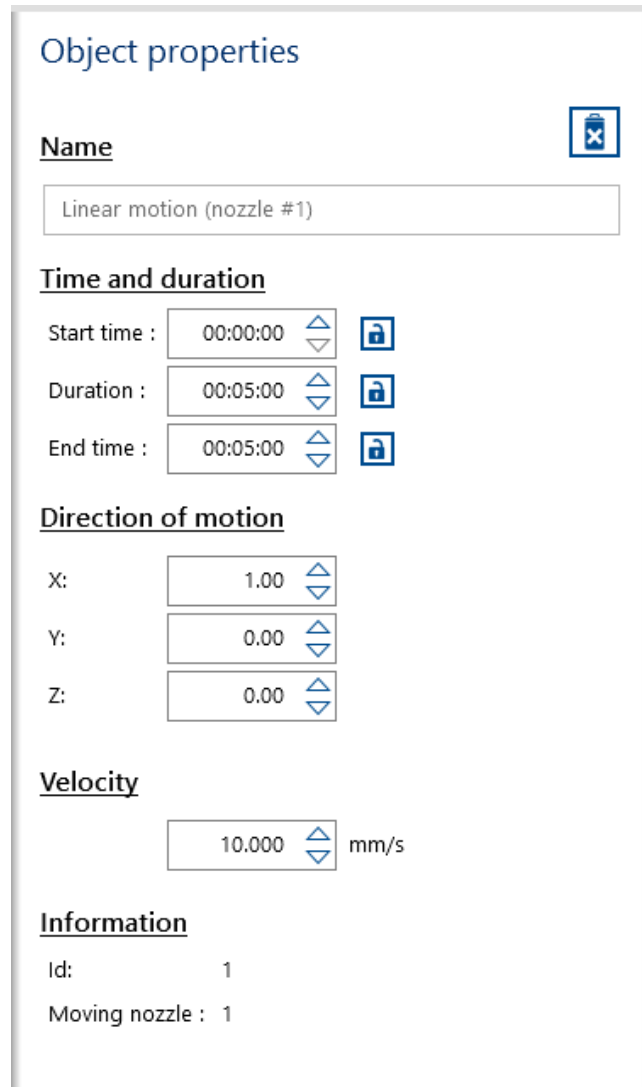 Object properties
Name
Linear motion (nozzle #1)
Time and duration
Start time : 00:00:00
Duration : 00:05:00
End time : 00:05:00
Direction of motion
X: 1.00
Y: 0.00
Z: 0.00
Velocity
10.000 mm/s
Information
Id: 1
Moving nozzle : 1